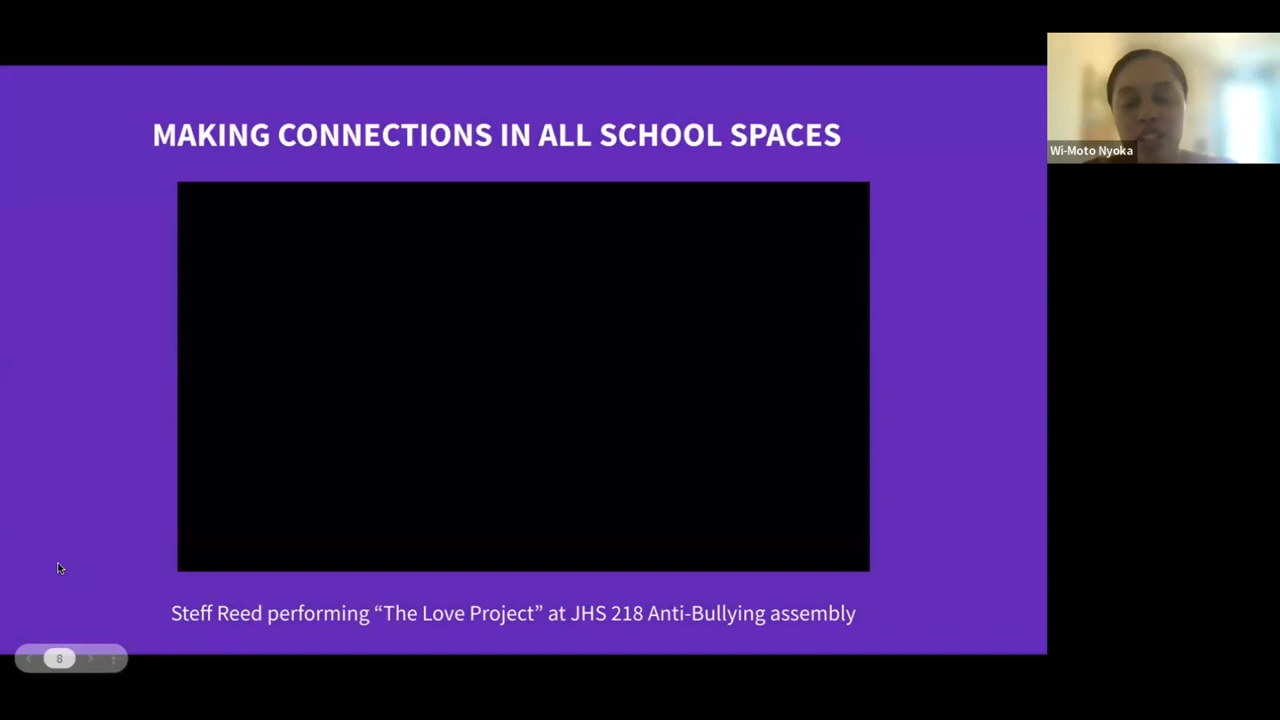 MAKING CONNECTIONS IN ALL SCHOOL SPACES
Wi-Moto Nyoka
Steff Reed performing “The Love Project” at JHS 218 Anti-Bullying assembly
8